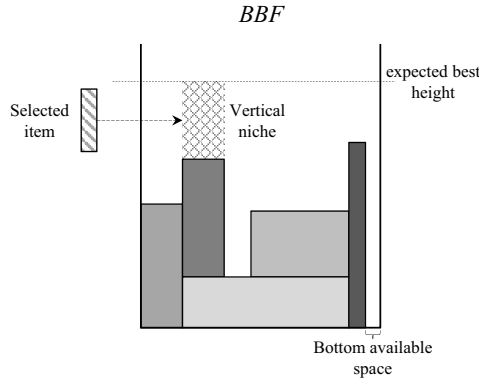 BBF
expected best
height
Selected
item
Vertical
niche
Bottom available
space